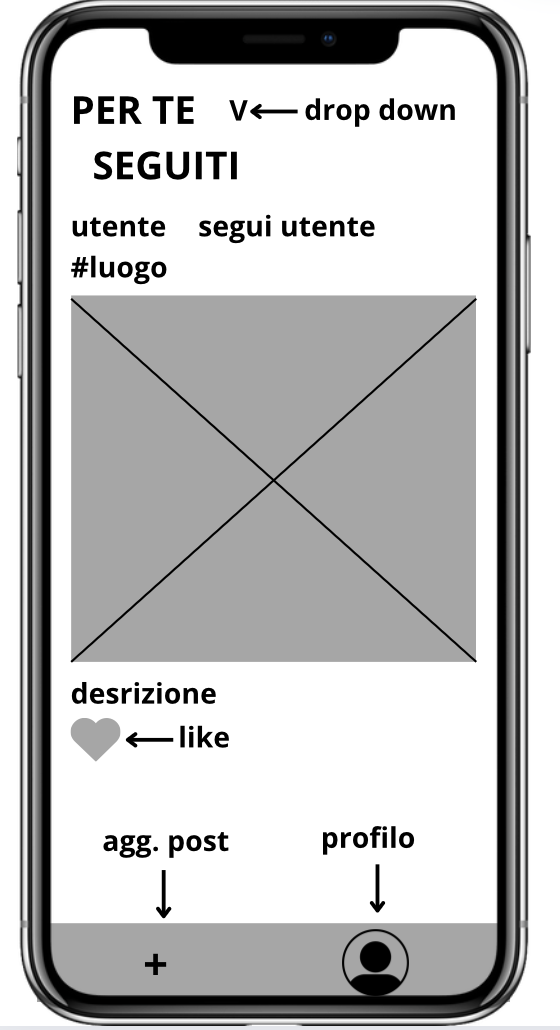 PER TE V drop down
SEGUITI
utente segui utente
#luogo
desrizione
like
agg. post profilo
+